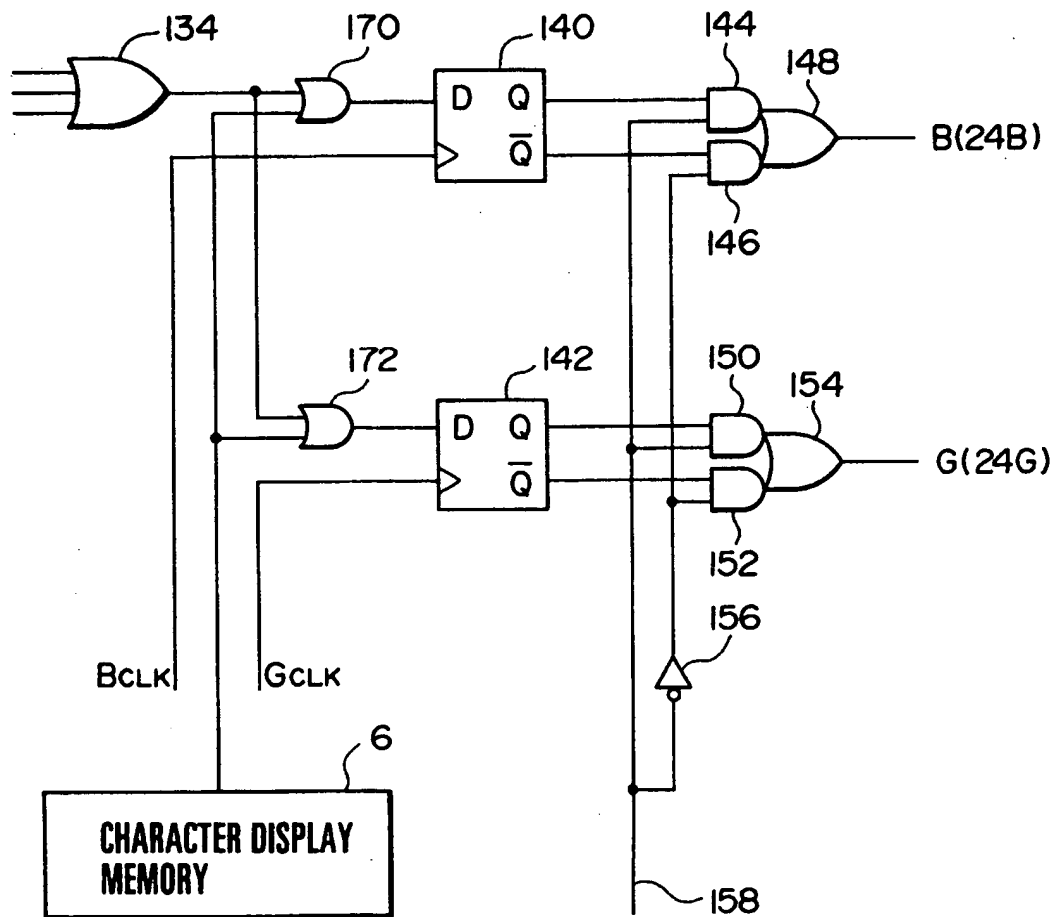 134
170
140
144
148
D Q
Q̅
B(24B)
146
172
142
150
154
D Q
Q̅
G(24G)
152
156
BCLK
GCLK
6
CHARACTER DISPLAY
MEMORY
158